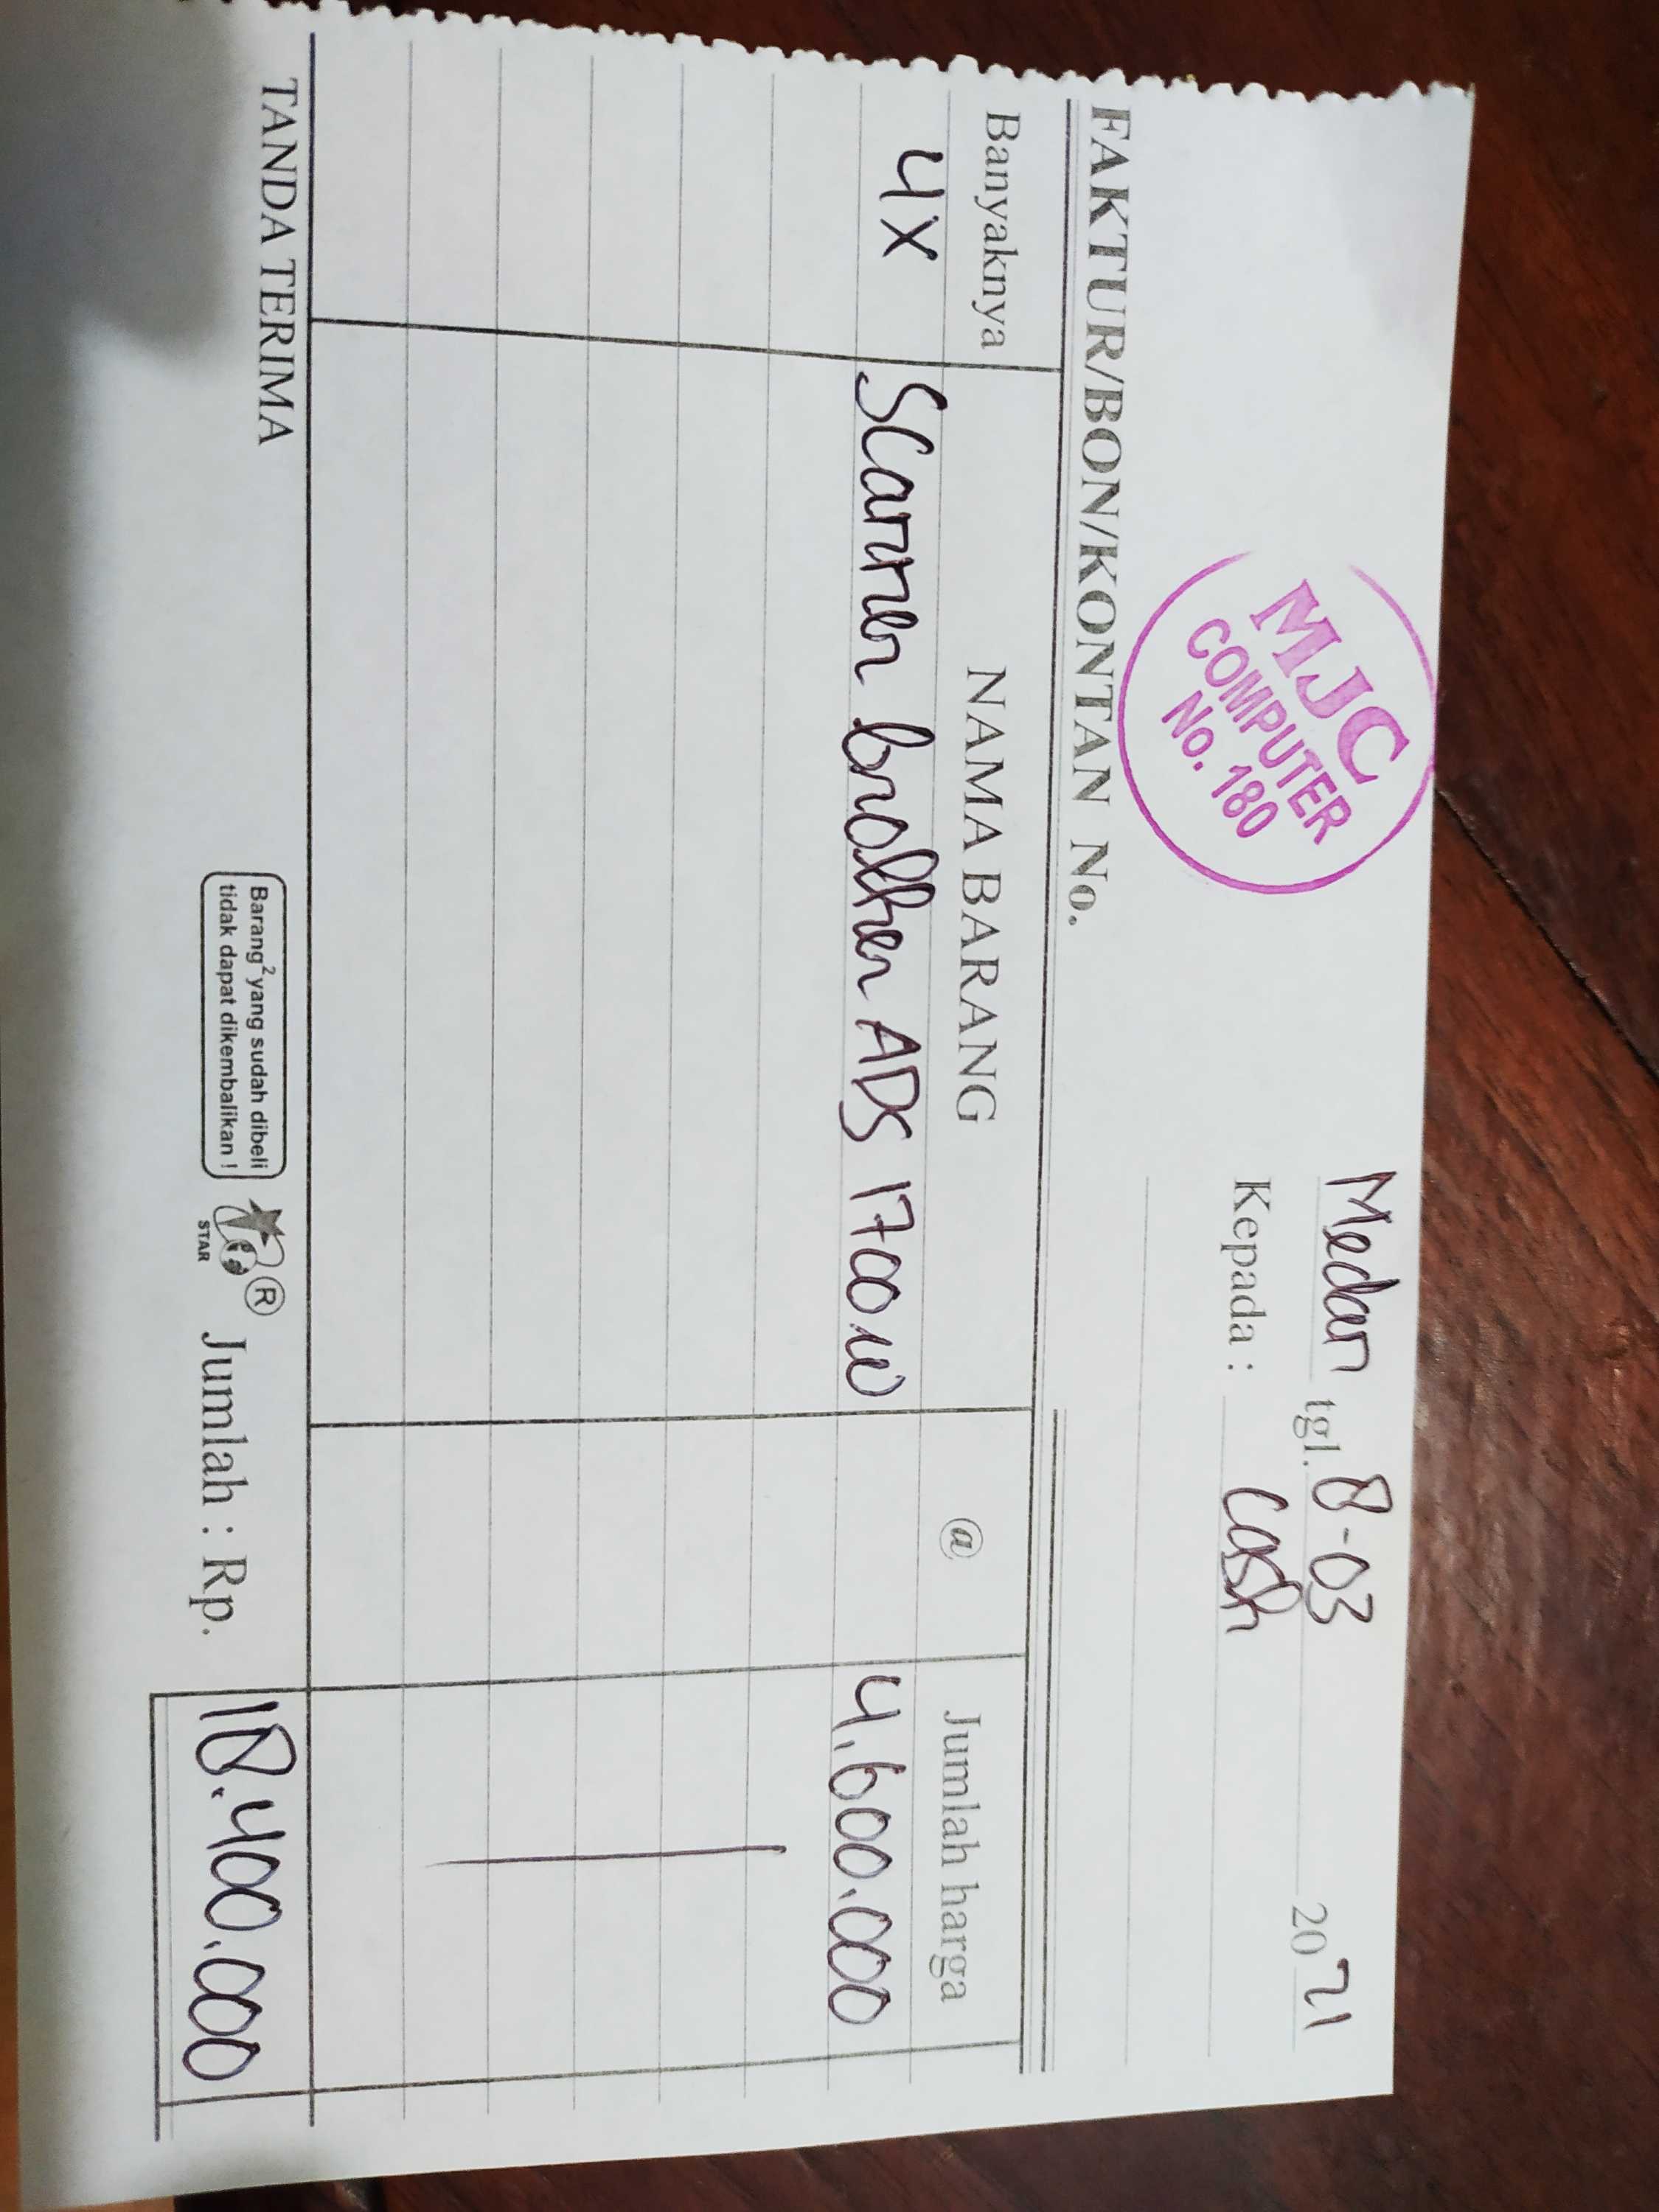 MJC
COMPUTER
No. 180
Medan tgl. 8-03 2021
Kepada : Cash
FAKTUR/BON/KONTAN No.
Banyaknya NAMA BARANG @ Jumlah harga
4X Scanner brother ADS 1700W 4.600.000
TANDA TERIMA
Barang² yang sudah dibeli
tidak dapat dikembalikan !
STAR
®
Jumlah : Rp. 18.400.000